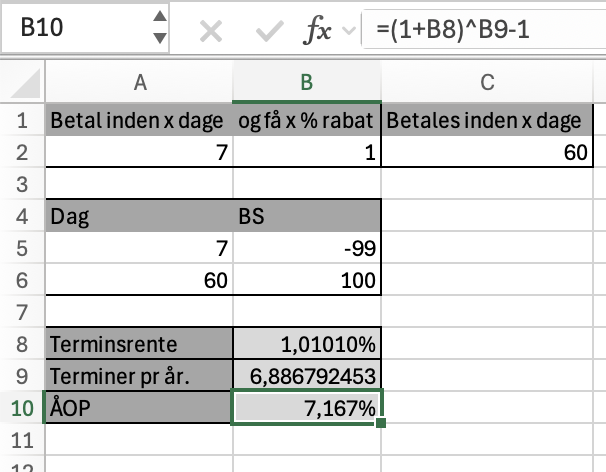 B10 fx =(1+B8)^B9-1
A B C
1 Betal inden x dage og få x % rabat Betales inden x dage
2 7 1 60
3
4 Dag BS
5 7 -99
6 60 100
7
8 Terminsrente 1,01010%
9 Terminer pr år. 6,886792453
10 ÅOP 7,167%
11
12